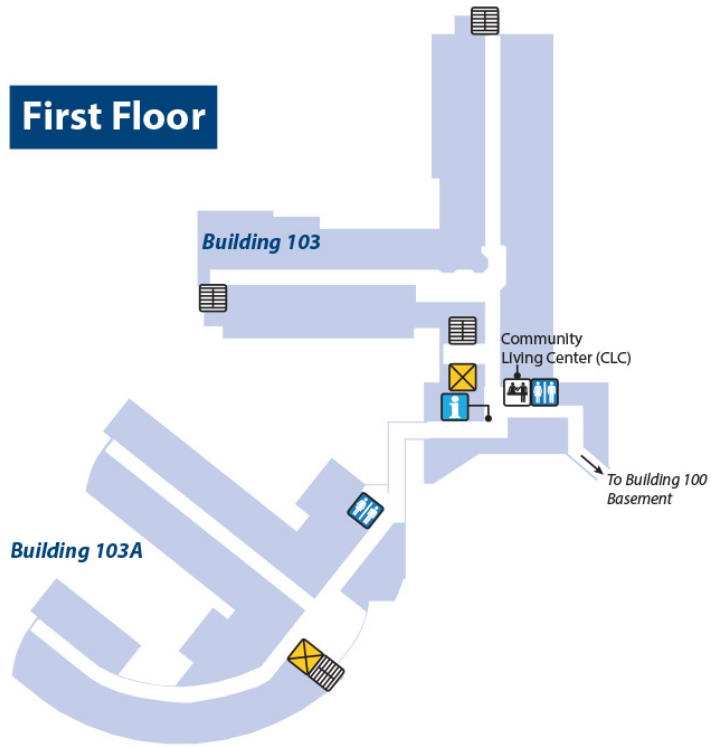 First Floor
Building 103
Community
Living Center (CLC)
To Building 100
Basement
Building 103A